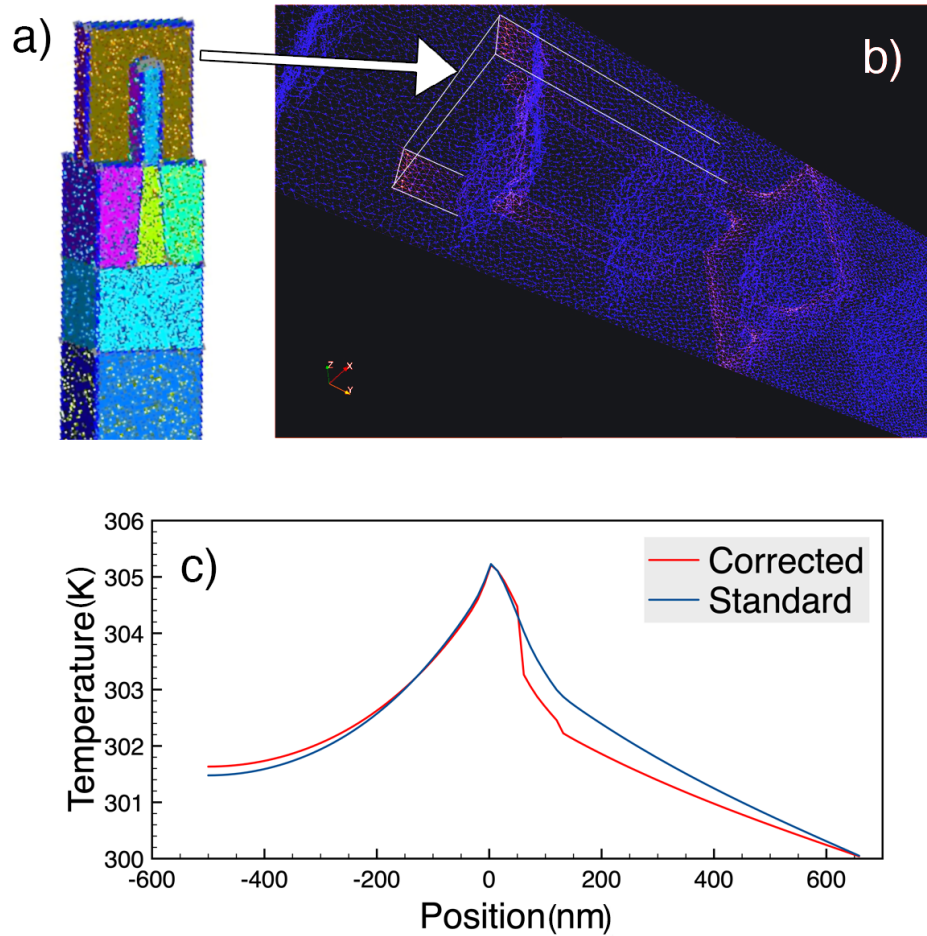 a)
b)
Z
X
Y
c)
Corrected
Standard
306
305
304
303
302
301
300
Temperature(K)
-600 -400 -200 0 200 400 600
Position(nm)